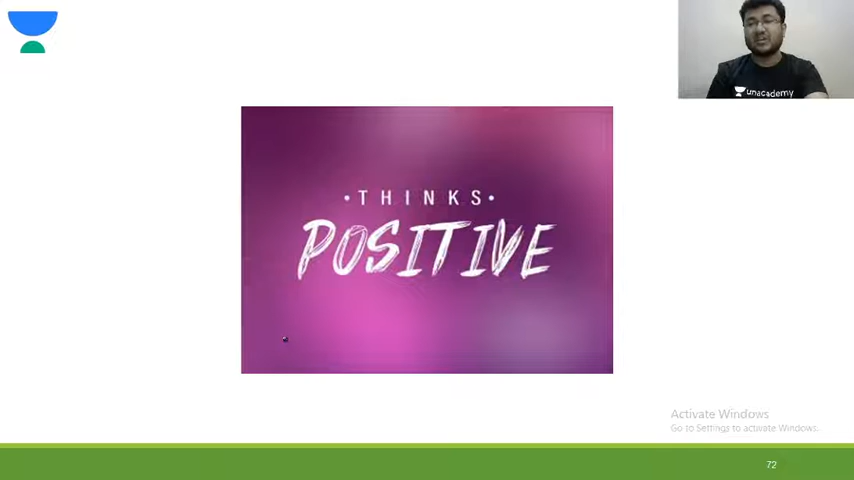 unacademy
• THINKS •
POSITIVE
Activate Windows
Go to Settings to activate Windows.
72